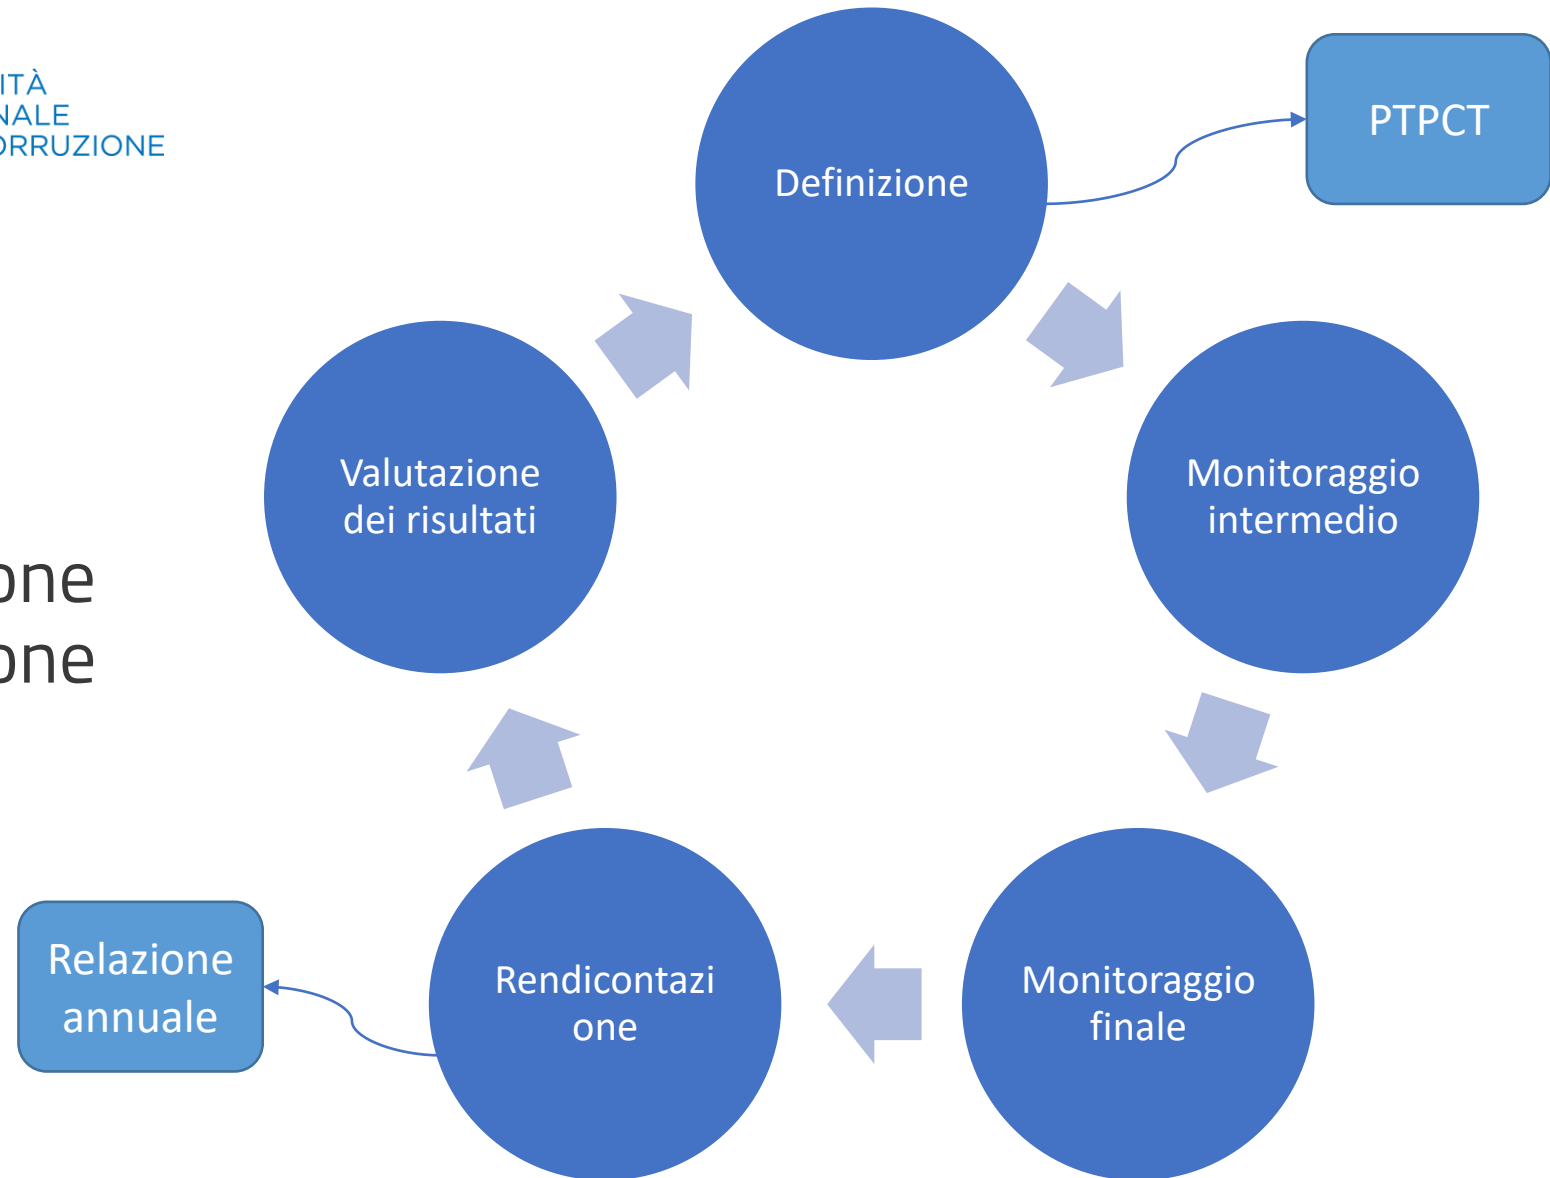 ITÀ
NALE
ORRUZIONE
PTPCT
Definizione
Valutazione
dei risultati
Monitoraggio
intermedio
one
one
Relazione
annuale
Rendicontazi
one
Monitoraggio
finale